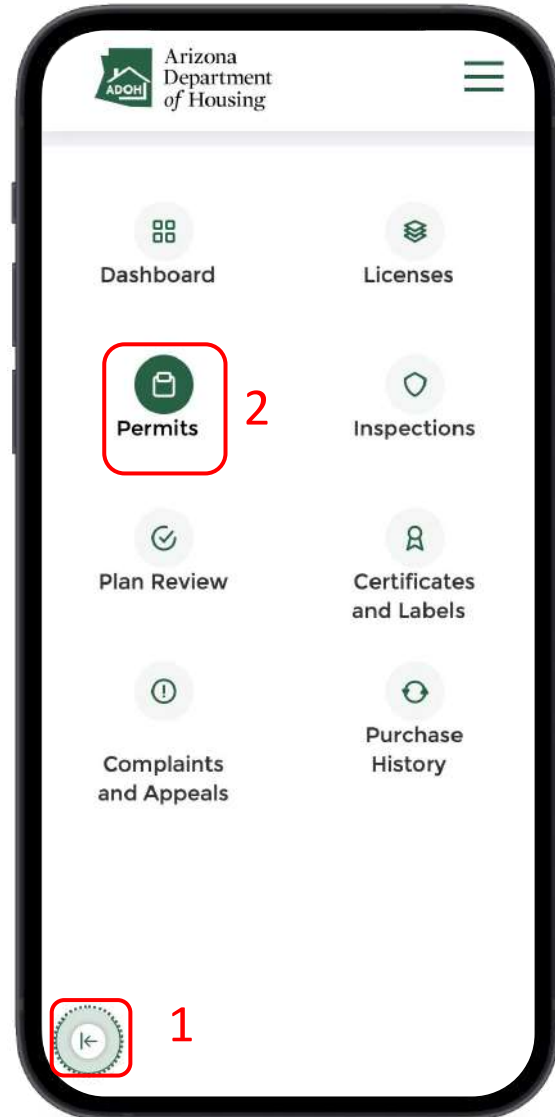 Arizona
Department
of Housing
ADOH
Dashboard
Licenses
Permits
2
Inspections
Plan Review
Certificates
and Labels
Complaints
and Appeals
Purchase
History
1